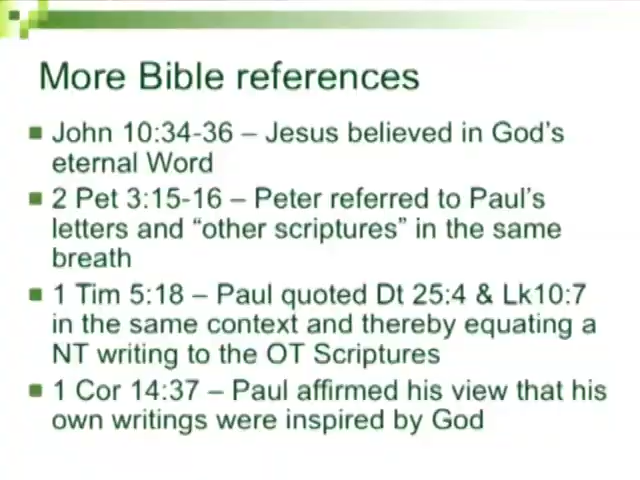 More Bible references
John 10:34-36 – Jesus believed in God's
eternal Word
2 Pet 3:15-16 – Peter referred to Paul's
letters and "other scriptures" in the same
breath
1 Tim 5:18 – Paul quoted Dt 25:4 & Lk10:7
in the same context and thereby equating a
NT writing to the OT Scriptures
1 Cor 14:37 – Paul affirmed his view that his
own writings were inspired by God